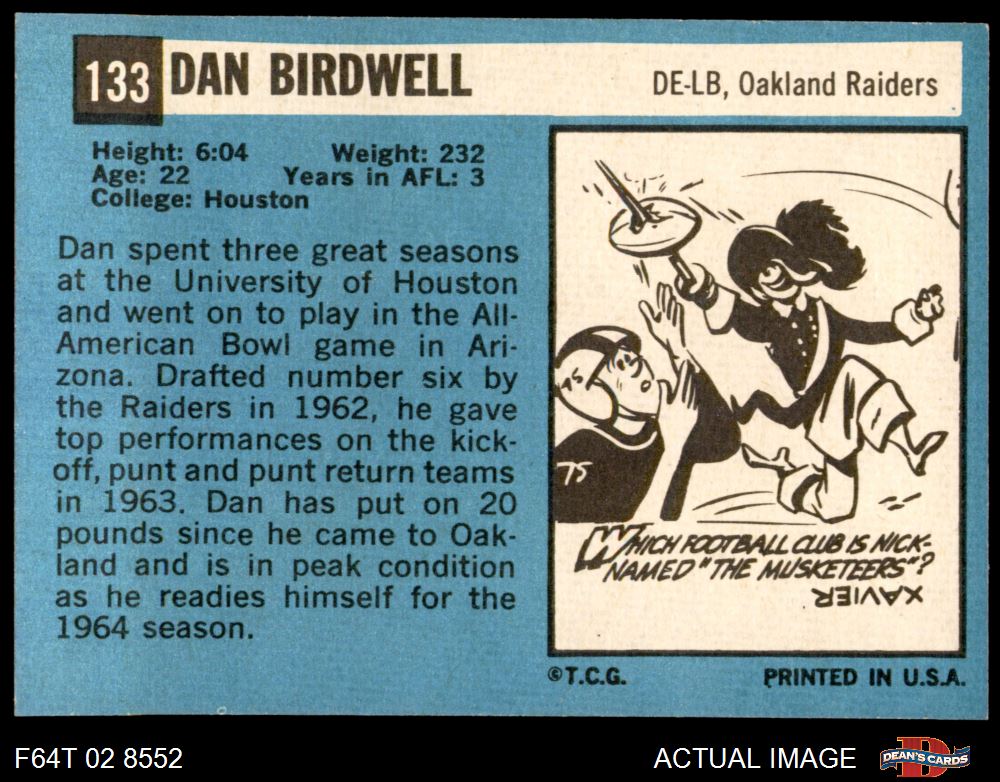 133 DAN BIRDWELL DE-LB, Oakland Raiders
Height: 6:04 Weight: 232
Age: 22 Years in AFL: 3
College: Houston
Dan spent three great seasons
at the University of Houston
and went on to play in the All-
American Bowl game in Ari-
zona. Drafted number six by
the Raiders in 1962, he gave
top performances on the kick-
off, punt and punt return teams
in 1963. Dan has put on 20
pounds since he came to Oak-
land and is in peak condition
as he readies himself for the
1964 season.
75
75
WHICH FOOTBALL CLUB IS NICK-
NAMED "THE MUSKETEERS"?
XAVIER
©T.C.G. PRINTED IN U.S.A.
F64T 02 8552 ACTUAL IMAGE DEAN'S CARDS